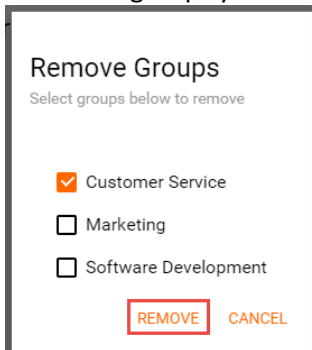 Remove Groups
Select groups below to remove
Customer Service
Marketing
Software Development
REMOVE CANCEL